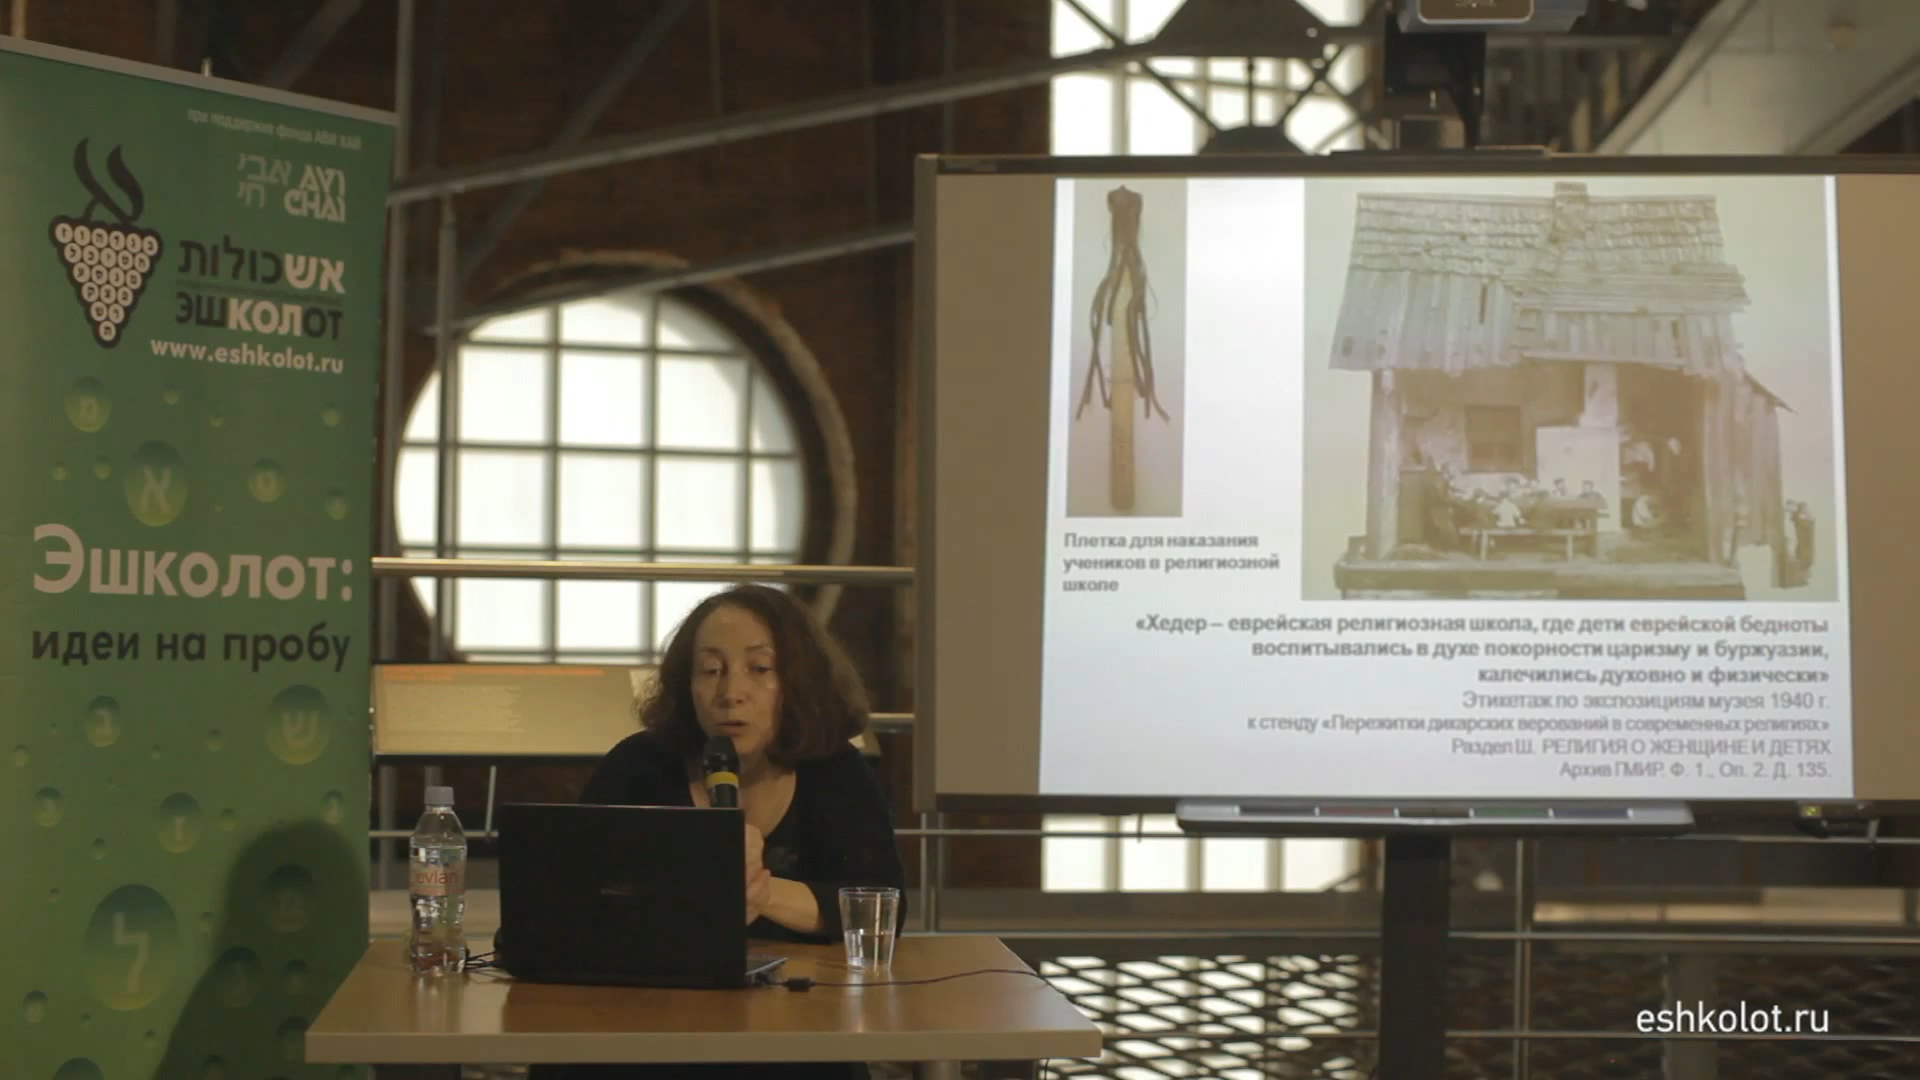 при поддержке фонда АВИ ХАЙ
אבי AVI
חי CHAI
אשכולות
ЭШКОЛОТ
www.eshkolot.ru
Эшколот:
идеи на пробу
evian
Плетка для наказания
учеников в религиозной
школе
«Хедер – еврейская религиозная школа, где дети еврейской бедноты
воспитывались в духе покорности царизму и буржуазии,
калечились духовно и физически»
Этикетаж по экспозициям музея 1940 г.
к стенду «Пережитки дикарских верований в современных религиях»
Раздел Ш. РЕЛИГИЯ О ЖЕНЩИНЕ И ДЕТЯХ
Архив ГМИР. Ф. 1., Оп. 2. Д. 135.
eshkolot.ru